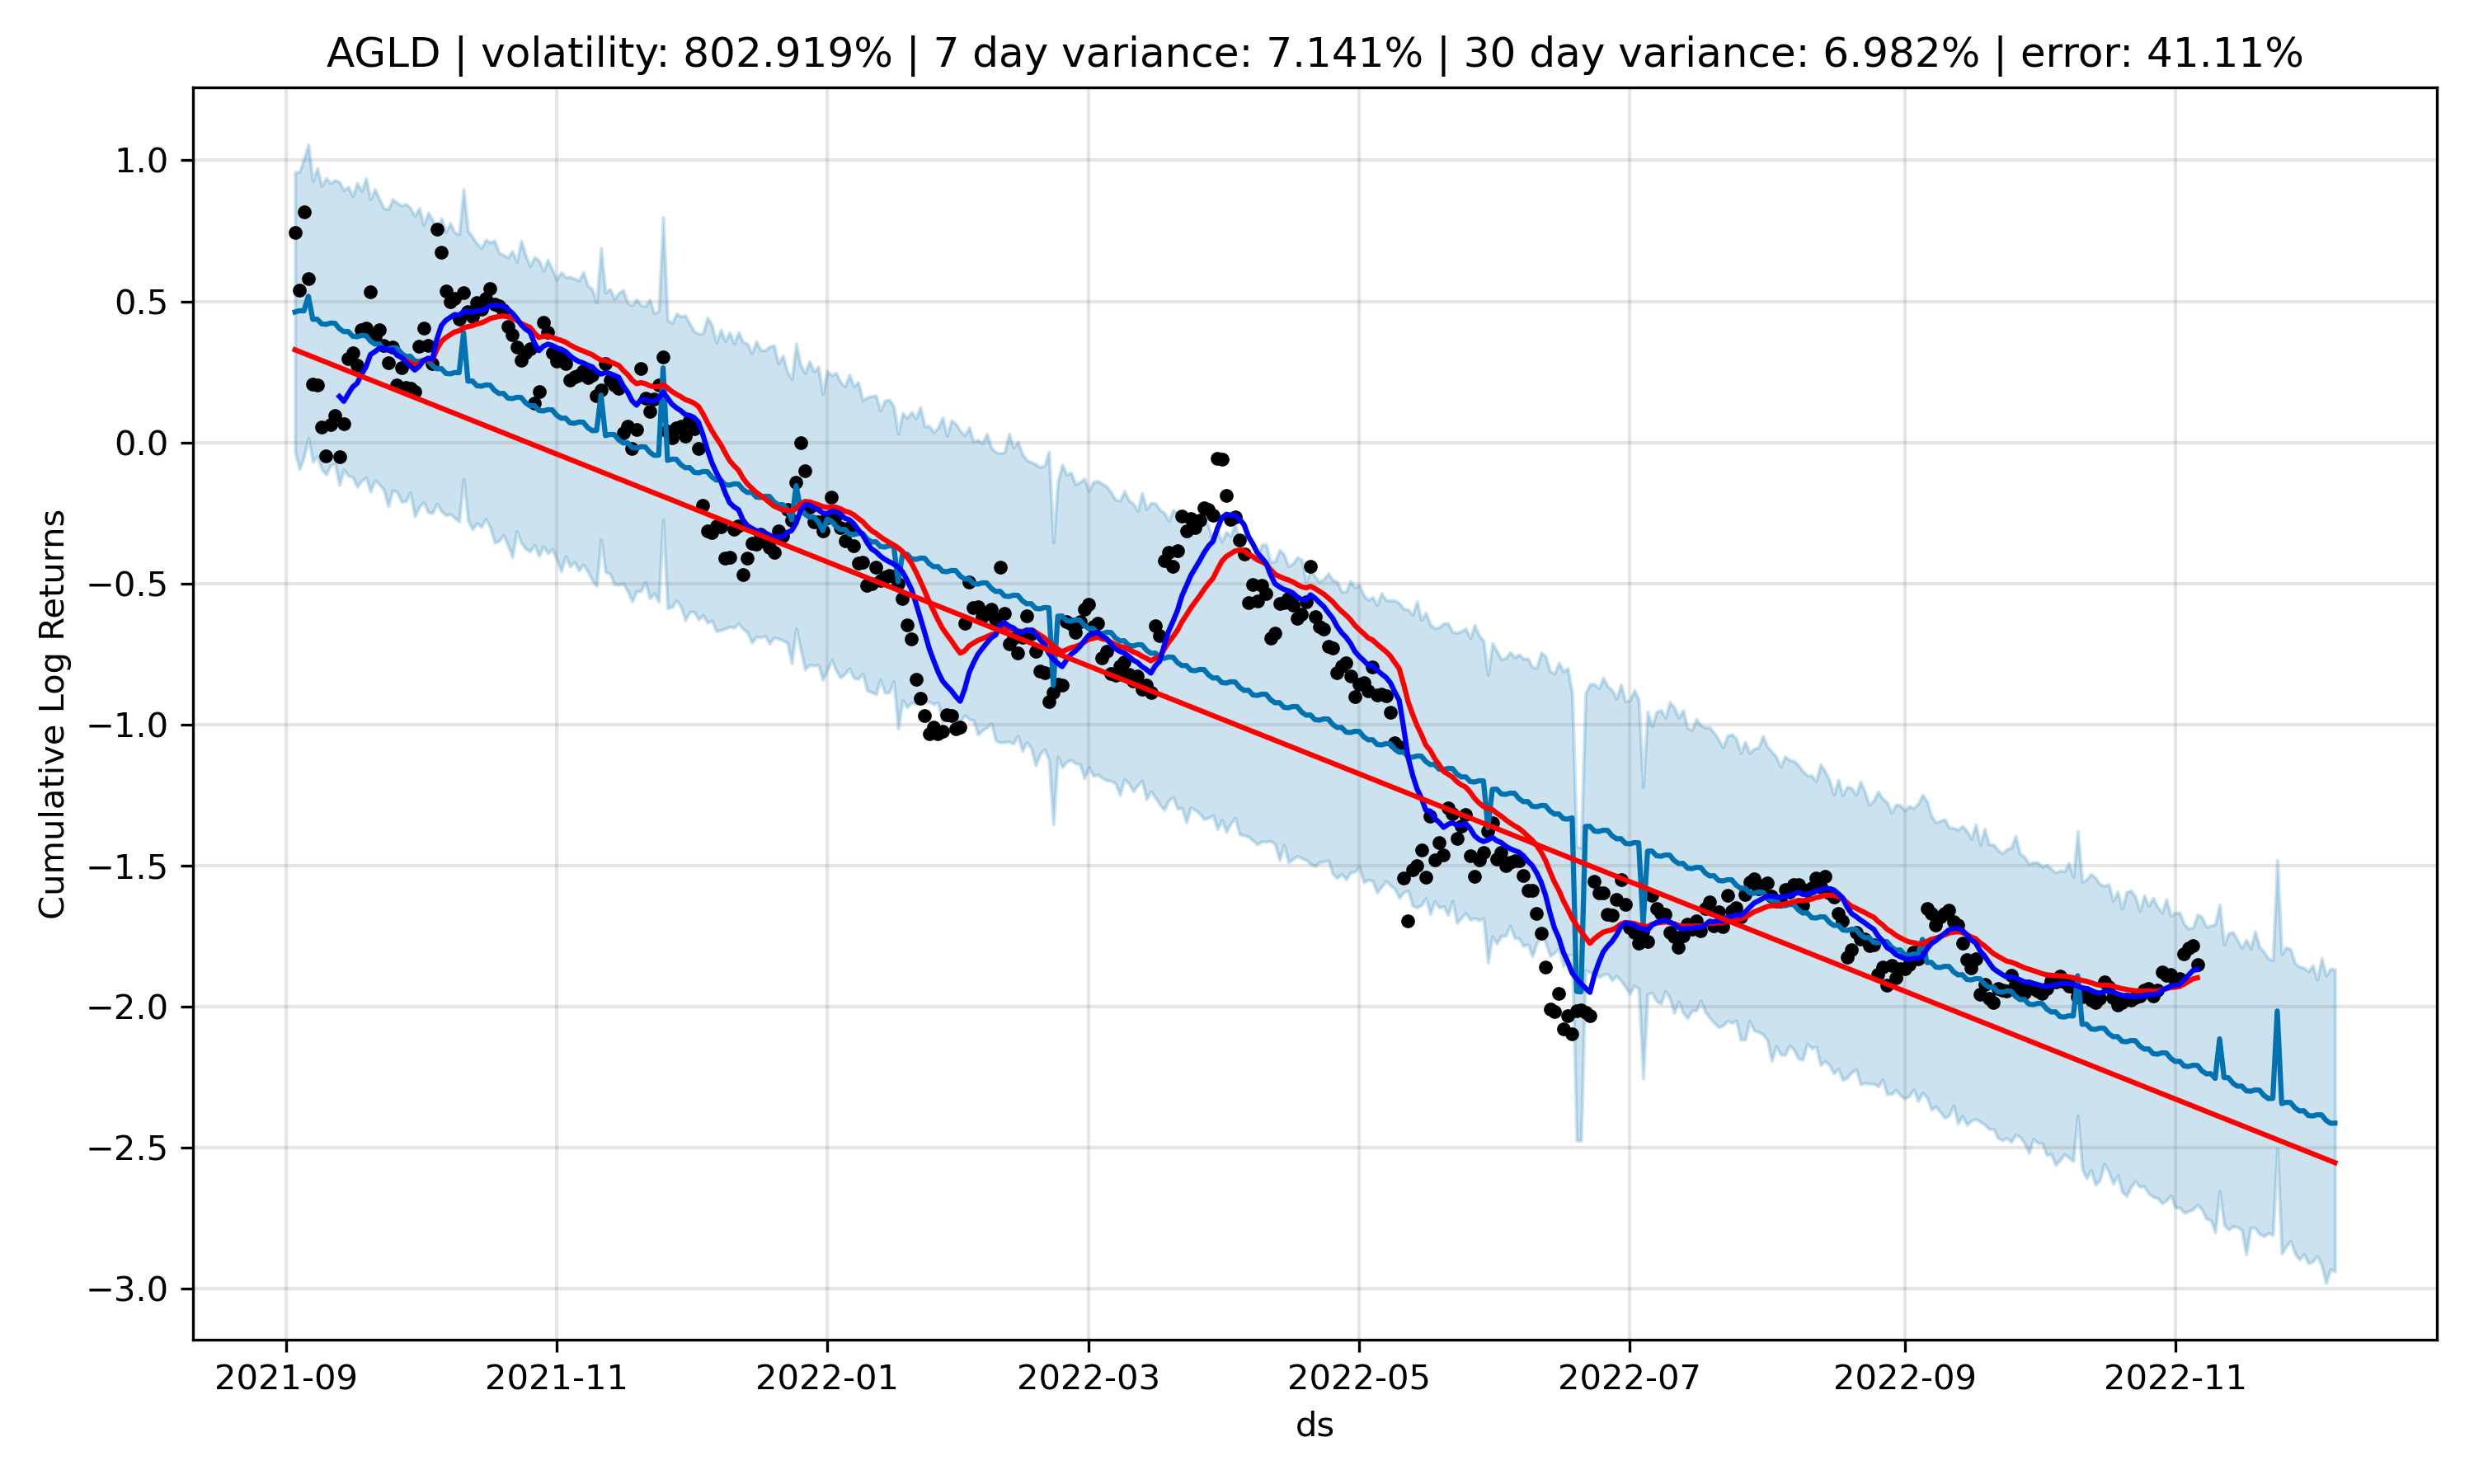 AGLD | volatility: 802.919% | 7 day variance: 7.141% | 30 day variance: 6.982% | error: 41.11%
Cumulative Log Returns
1.0
0.5
0.0
−0.5
−1.0
−1.5
−2.0
−2.5
−3.0
2021-09 2021-11 2022-01 2022-03 2022-05 2022-07 2022-09 2022-11
ds